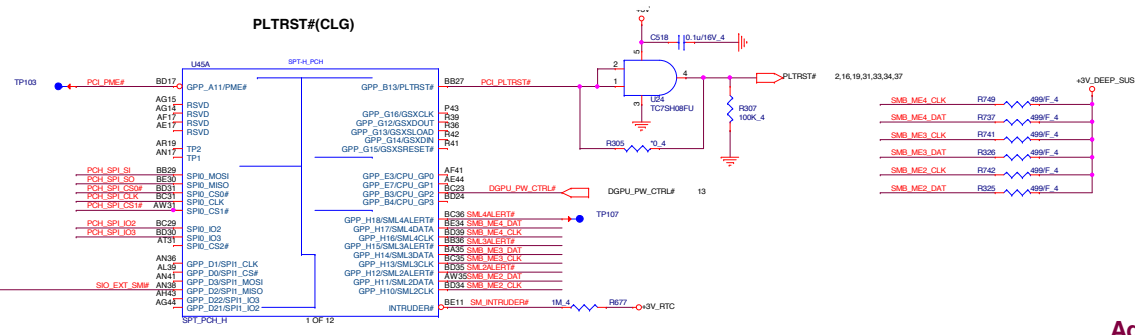 PLTRST#(CLG)
U45A
SPT-H_PCH
TP103
PCI_PME#
BD17
GPP_A11/PME#
GPP_B13/PLTRST#
BB27
PCI_PLTRST#
AG15
RSVD
AG14
RSVD
AF17
RSVD
AE17
RSVD
AR19
TP2
AN17
TP1
GPP_G16/GSXCLK
P43
GPP_G12/GSXDOUT
R39
GPP_G13/GSXSLOAD
R36
GPP_G14/GSXDIN
R42
GPP_G15/GSXSRESET#
R41
PCH_SPI_SI
BB29
SPI0_MOSI
PCH_SPI_SO
BE30
SPI0_MISO
PCH_SPI_CS0#
BD31
SPI0_CS0#
PCH_SPI_CLK
BC31
SPI0_CLK
PCH_SPI_CS1#
AW31
SPI0_CS1#
GPP_E3/CPU_GP0
AF41
GPP_E7/CPU_GP1
AE44
GPP_B3/CPU_GP2
BC23
DGPU_PW_CTRL#
DGPU_PW_CTRL#
13
GPP_B4/CPU_GP3
BD24
PCH_SPI_IO2
BC29
SPI0_IO2
PCH_SPI_IO3
BD30
SPI0_IO3
AT31
SPI0_CS2#
GPP_H18/SML4ALERT#
BC36
SML4ALERT#
TP107
GPP_H17/SML4DATA
BE34
SMB_ME4_DAT
GPP_H16/SML4CLK
BD39
SMB_ME4_CLK
GPP_H15/SML3ALERT#
BB36
SML3ALERT#
GPP_H14/SML3DATA
BA35
SMB_ME3_DAT
GPP_H13/SML3CLK
BC35
SMB_ME3_CLK
GPP_H12/SML2ALERT#
BD35
SML2ALERT#
GPP_H11/SML2DATA
AW35
SMB_ME2_DAT
GPP_H10/SML2CLK
BD34
SMB_ME2_CLK
AN36
GPP_D1/SPI1_CLK
AL39
GPP_D0/SPI1_CS#
AN41
GPP_D3/SPI1_MOSI
SIO_EXT_SMI#
AN38
GPP_D2/SPI1_MISO
AH43
GPP_D22/SPI1_IO3
AG44
GPP_D21/SPI1_IO2
INTRUDER#
BE11
SM_INTRUDER#
1M_4
R677
+3V_RTC
SPT_PCH_H
1 OF 12
+3V
C518
0.1u/16V_4
5
2
1
4
3
U24
TC7SH08FU
PLTRST#
2,16,19,31,33,34,37
R307
100K_4
R305
*0_4
+3V_DEEP_SUS
SMB_ME4_CLK
R749
499/F_4
SMB_ME4_DAT
R737
499/F_4
SMB_ME3_CLK
R741
499/F_4
SMB_ME3_DAT
R326
499/F_4
SMB_ME2_CLK
R742
499/F_4
SMB_ME2_DAT
R325
499/F_4